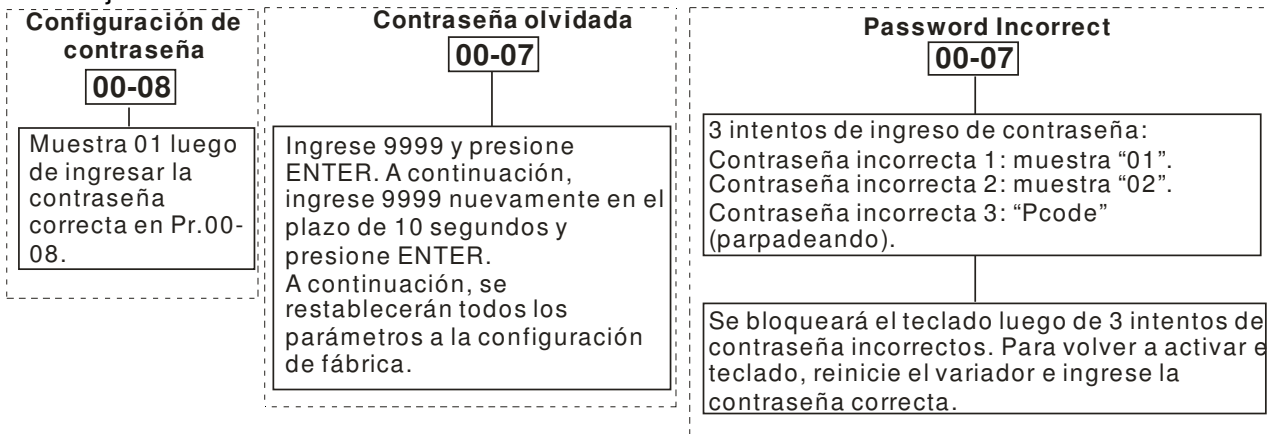 Configuración de
contraseña
00-08
Muestra 01 luego
de ingresar la
contraseña
correcta en Pr.00-
08.
Contraseña olvidada
00-07
Ingrese 9999 y presione
ENTER. A continuación,
ingrese 9999 nuevamente en el
plazo de 10 segundos y
presione ENTER.
A continuación, se
restablecerán todos los
parámetros a la configuración
de fábrica.
Password Incorrect
00-07
3 intentos de ingreso de contraseña:
Contraseña incorrecta 1: muestra “01”.
Contraseña incorrecta 2: muestra “02”.
Contraseña incorrecta 3: “Pcode”
(parpadeando).
Se bloqueará el teclado luego de 3 intentos de
contraseña incorrectos. Para volver a activar e
teclado, reinicie el variador e ingrese la
contraseña correcta.